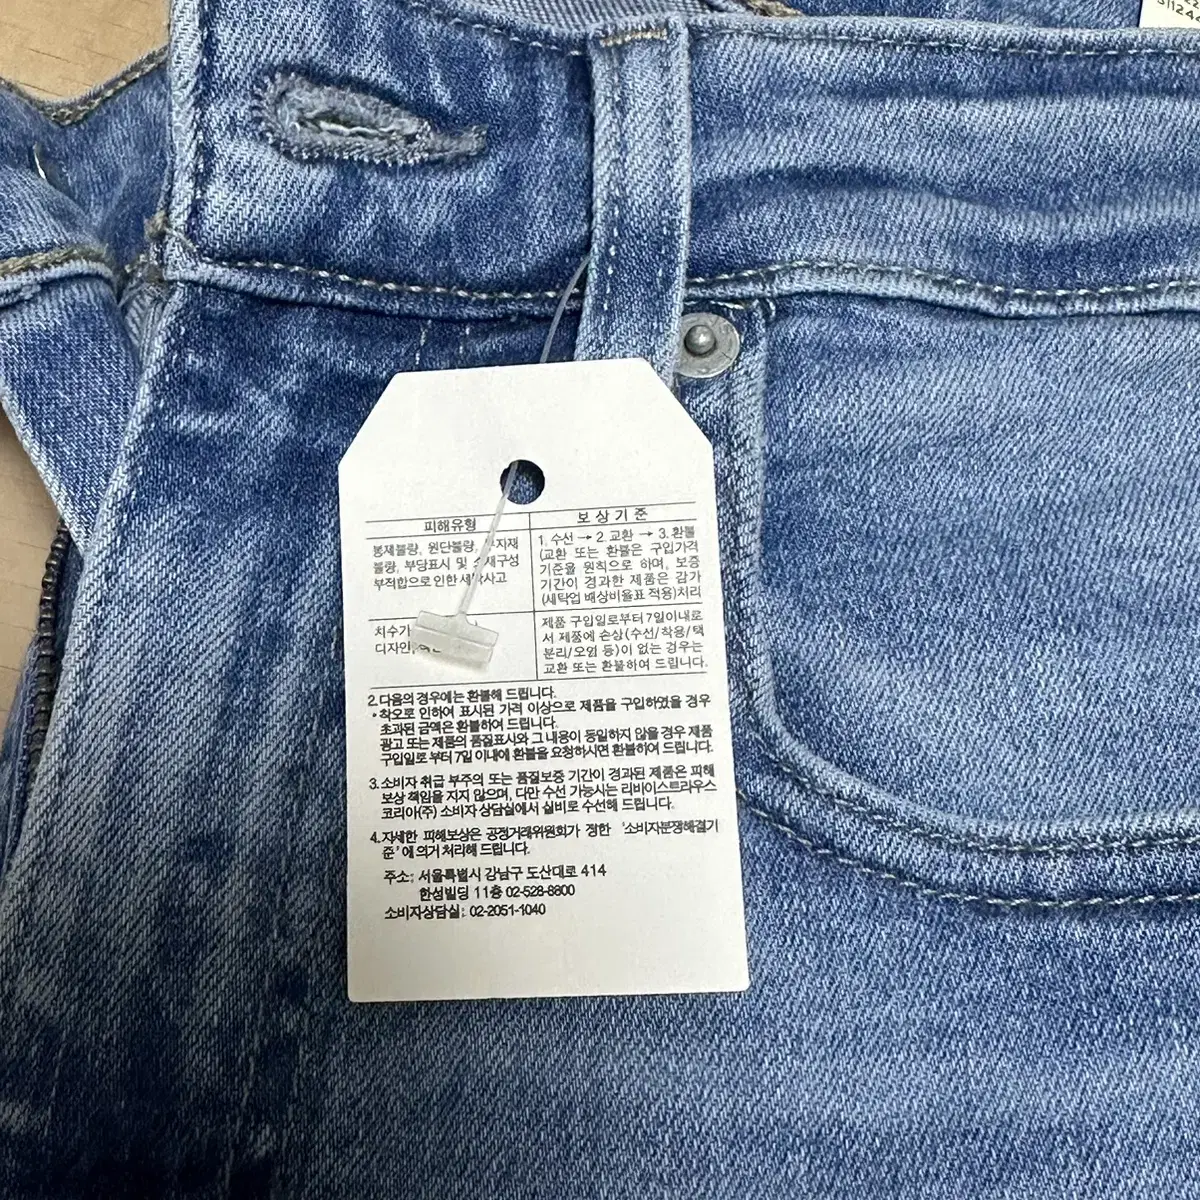 피해유형
보상기준
봉제불량, 원단불량,
불량, 부당표시 및 소재구성
부적합으로 인한 세탁사고
1. 수선 → 2. 교환 → 3. 환불
(교환 또는 환불은 구입가격
기준을 원칙으로 하며, 보증
기간이 경과한 제품은 감가
(세탁업 배상비율표 적용)처리
치수가
디자인,
제품 구입일로부터 7일이내로
서 제품에 손상(수선/착용/택
분리/오염 등)이 없는 경우는
교환 또는 환불하여 드립니다.
2. 다음의 경우에는 환불해 드립니다.
• 착오로 인하여 표시된 가격 이상으로 제품을 구입하였을 경우
초과된 금액은 환불하여 드립니다.
광고 또는 제품의 품질표시와 그 내용이 동일하지 않을 경우 제품
구입일로 부터 7일 이내에 환불을 요청하시면 환불하여 드립니다.
3. 소비자 취급 부주의 또는 품질보증 기간이 경과된 제품은 피해
보상 책임을 지지 않으며, 다만 수선 가능시는 리바이스트라우스
코리아(주) 소비자 상담실에서 실비로 수선해 드립니다.
4. 자세한 피해보상은 공정거래위원회가 정한 '소비자분쟁해결기
준'에 의거 처리해 드립니다.
주소: 서울특별시 강남구 도산대로 414
한성빌딩 11층 02-528-8800
소비자상담실: 02-2051-1040